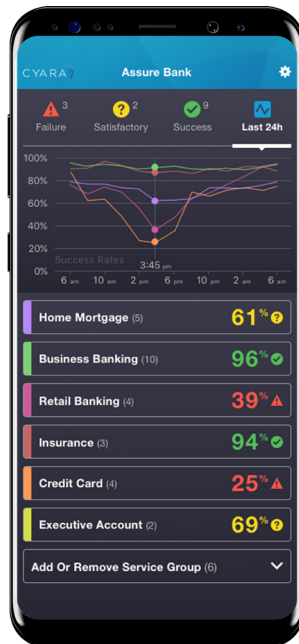 CYARA
Assure Bank
3
2
9
Failure
Satisfactory
Success
Last 24h
100%
80%
60%
40%
20%
0%
Success Rates
3:45 pm
6 am
10 am
2 pm
6 pm
10 pm
2 am
6 am
Home Mortgage (5) 61% ?
Business Banking (10) 96%
Retail Banking (4) 39%
Insurance (3) 94%
Credit Card (4) 25%
Executive Account (2) 69% ?
Add Or Remove Service Group (6)